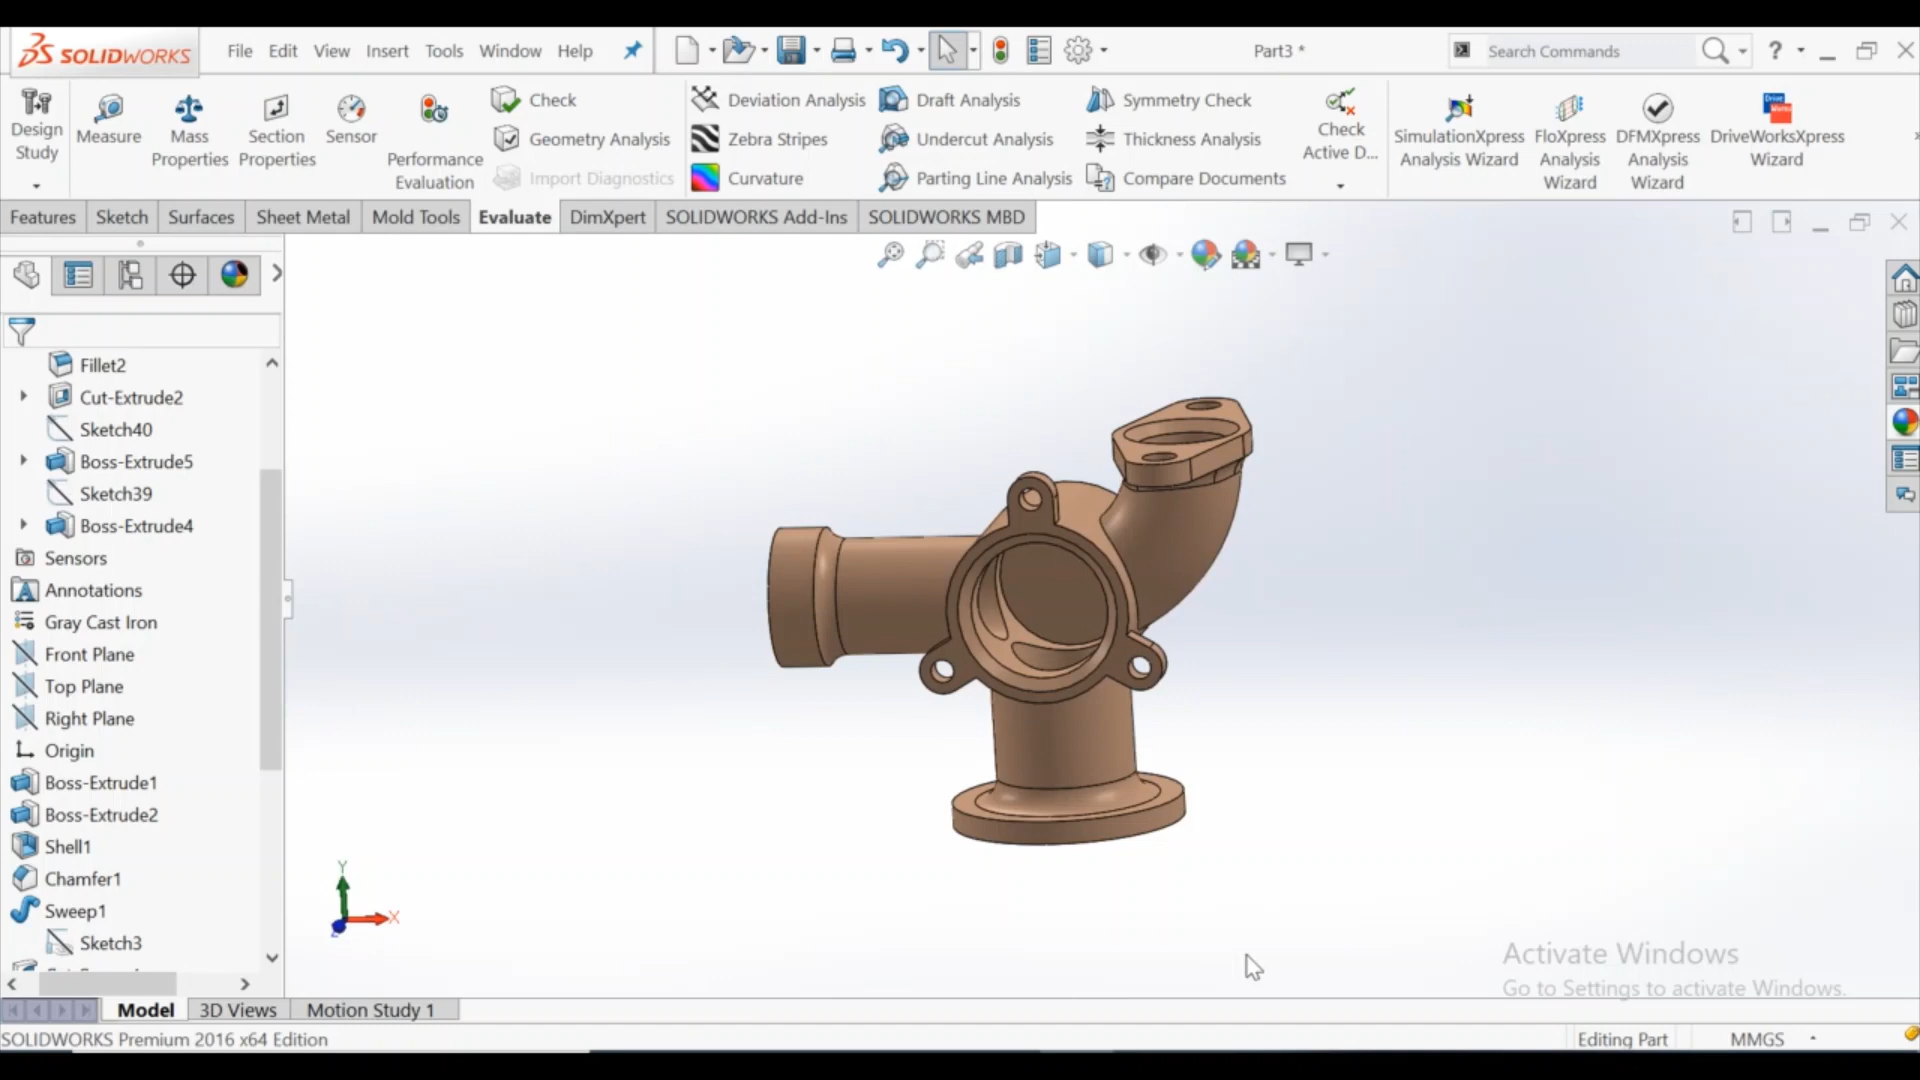 SOLIDWORKS File Edit View Insert Tools Window Help Part3 * Search Commands ?
Design Study
Measure
Mass Properties
Section Properties
Sensor
Performance Evaluation
Check
Geometry Analysis
Import Diagnostics
Deviation Analysis
Zebra Stripes
Curvature
Draft Analysis
Undercut Analysis
Parting Line Analysis
Symmetry Check
Thickness Analysis
Compare Documents
Check Active D...
SimulationXpress Analysis Wizard
FloXpress Analysis Wizard
DFMXpress Analysis Wizard
DriveWorksXpress Wizard
Features Sketch Surfaces Sheet Metal Mold Tools Evaluate DimXpert SOLIDWORKS Add-Ins SOLIDWORKS MBD
Fillet2
Cut-Extrude2
Sketch40
Boss-Extrude5
Sketch39
Boss-Extrude4
Sensors
Annotations
Gray Cast Iron
Front Plane
Top Plane
Right Plane
Origin
Boss-Extrude1
Boss-Extrude2
Shell1
Chamfer1
Sweep1
Sketch3
Y
X
Activate Windows
Go to Settings to activate Windows.
Model 3D Views Motion Study 1
SOLIDWORKS Premium 2016 x64 Edition Editing Part MMGS